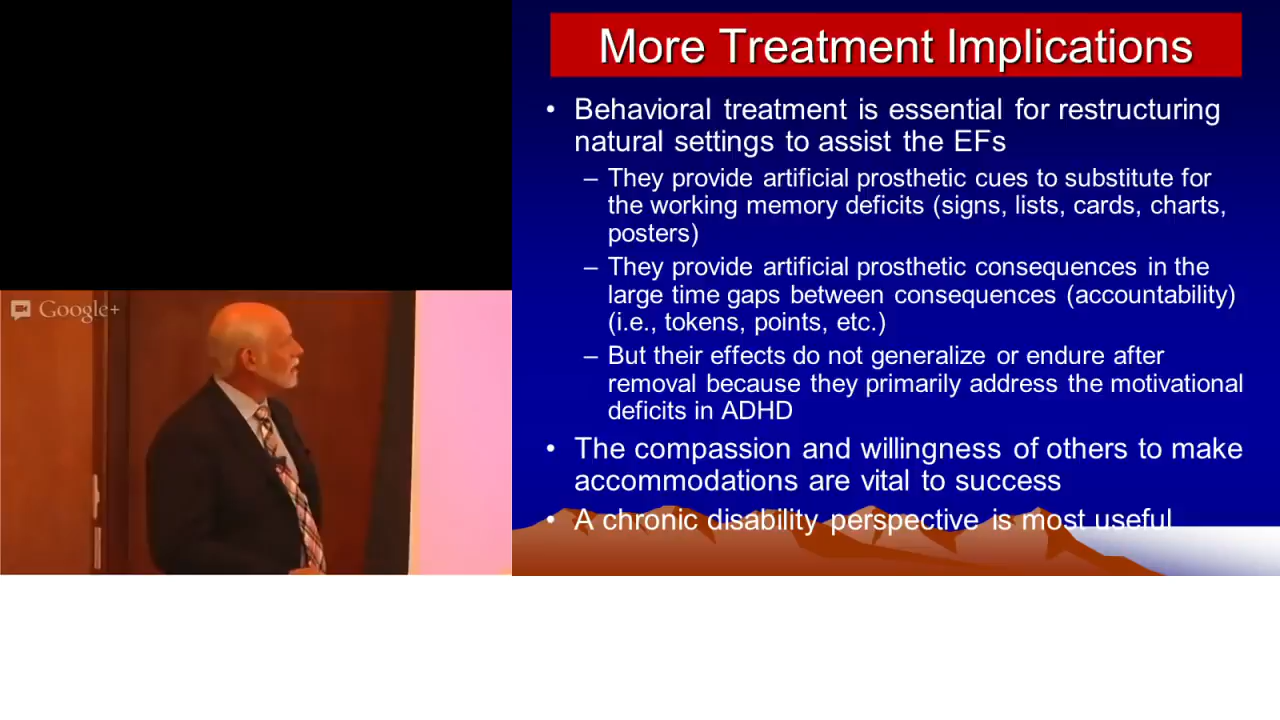 More Treatment Implications
• Behavioral treatment is essential for restructuring
natural settings to assist the EFs
– They provide artificial prosthetic cues to substitute for
the working memory deficits (signs, lists, cards, charts,
posters)
– They provide artificial prosthetic consequences in the
large time gaps between consequences (accountability)
(i.e., tokens, points, etc.)
– But their effects do not generalize or endure after
removal because they primarily address the motivational
deficits in ADHD
• The compassion and willingness of others to make
accommodations are vital to success
• A chronic disability perspective is most useful
Google+